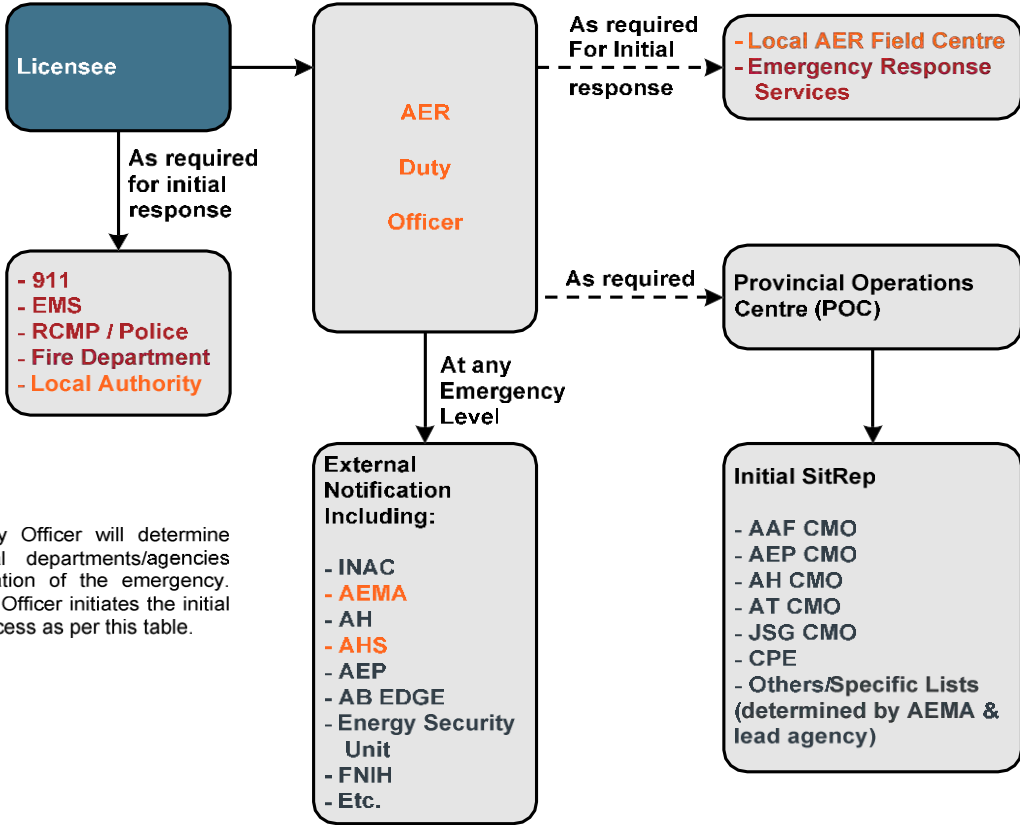 Licensee
As required
for initial
response
- 911
- EMS
- RCMP / Police
- Fire Department
- Local Authority
AER
Duty
Officer
As required
For Initial
response
- Local AER Field Centre
- Emergency Response
Services
As required
Provincial Operations
Centre (POC)
At any
Emergency
Level
External
Notification
Including:
- INAC
- AEMA
- AH
- AHS
- AEP
- AB EDGE
- Energy Security
Unit
- FNIH
- Etc.
Initial SitRep
- AAF CMO
- AEP CMO
- AH CMO
- AT CMO
- JSG CMO
- CPE
- Others/Specific Lists
(determined by AEMA &
lead agency)
Officer will determine
departments/agencies
of the emergency.
Officer initiates the initial
as per this table.